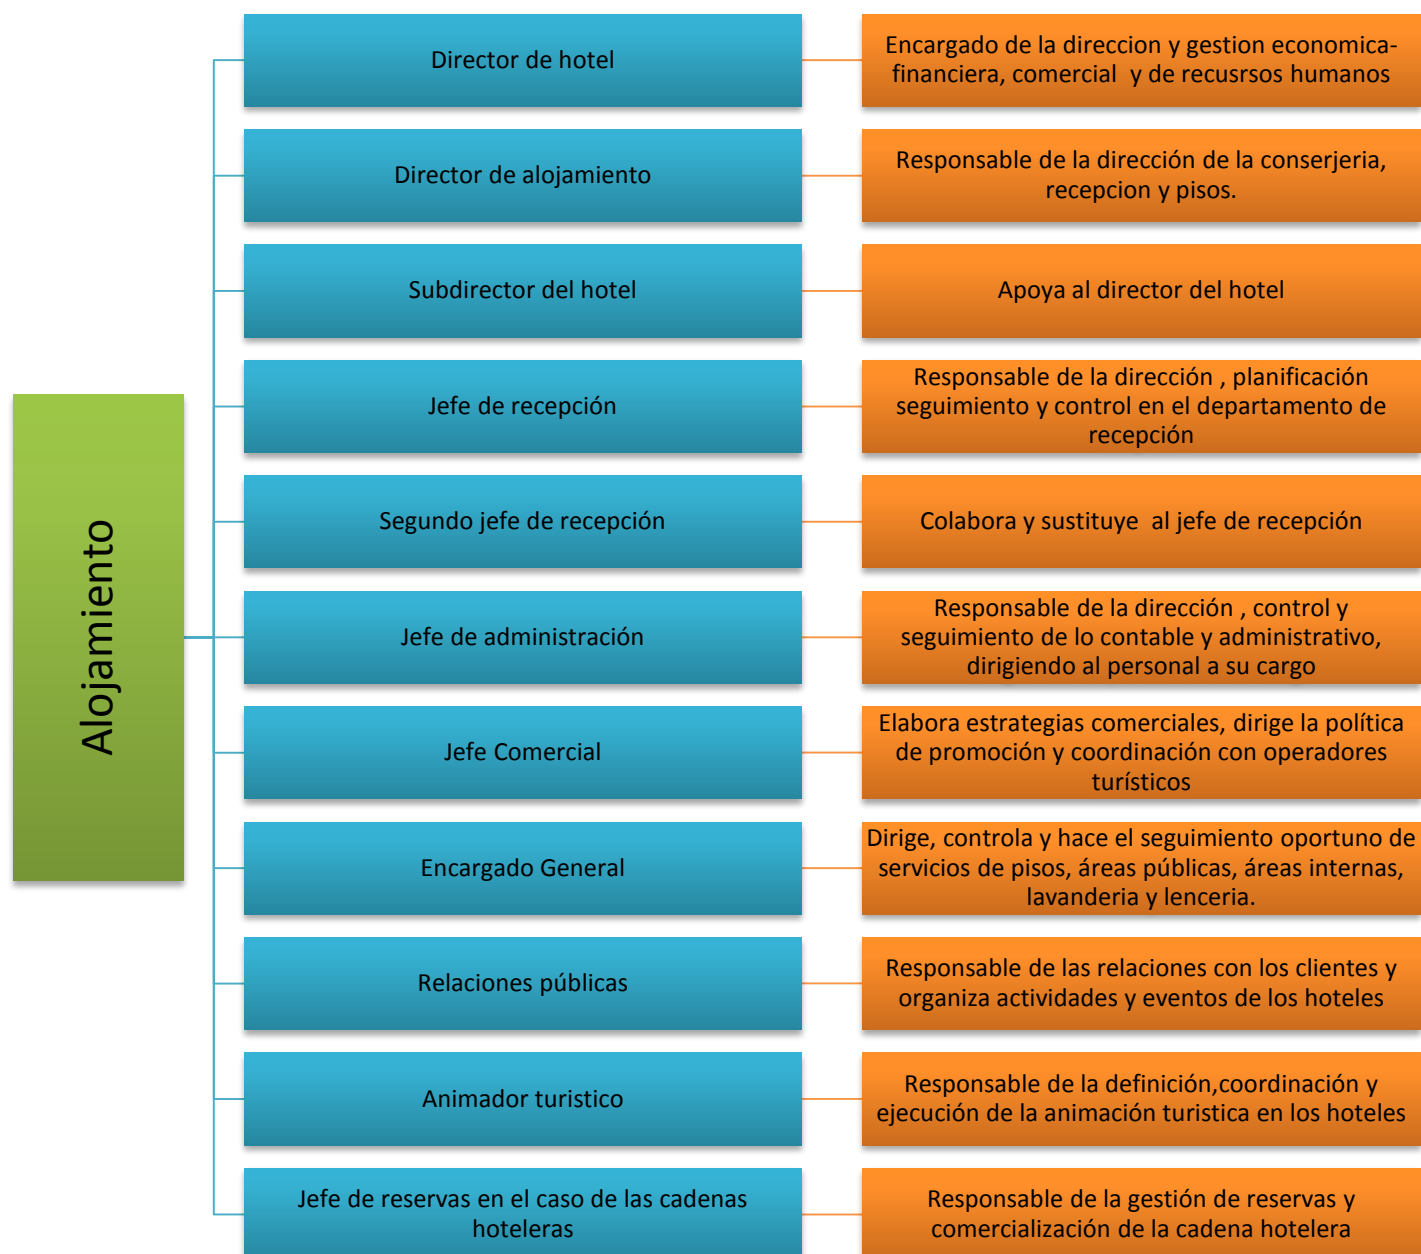 Alojamiento
Director de hotel
Encargado de la direccion y gestion economica-
financiera, comercial y de recusrsos humanos
Director de alojamiento
Responsable de la dirección de la conserjeria,
recepcion y pisos.
Subdirector del hotel
Apoya al director del hotel
Jefe de recepción
Responsable de la dirección , planificación
seguimiento y control en el departamento de
recepción
Segundo jefe de recepción
Colabora y sustituye al jefe de recepción
Jefe de administración
Responsable de la dirección , control y
seguimiento de lo contable y administrativo,
dirigiendo al personal a su cargo
Jefe Comercial
Elabora estrategias comerciales, dirige la política
de promoción y coordinación con operadores
turísticos
Encargado General
Dirige, controla y hace el seguimiento oportuno de
servicios de pisos, áreas públicas, áreas internas,
lavanderia y lenceria.
Relaciones públicas
Responsable de las relaciones con los clientes y
organiza actividades y eventos de los hoteles
Animador turistico
Responsable de la definición,coordinación y
ejecución de la animación turistica en los hoteles
Jefe de reservas en el caso de las cadenas
hoteleras
Responsable de la gestión de reservas y
comercialización de la cadena hotelera